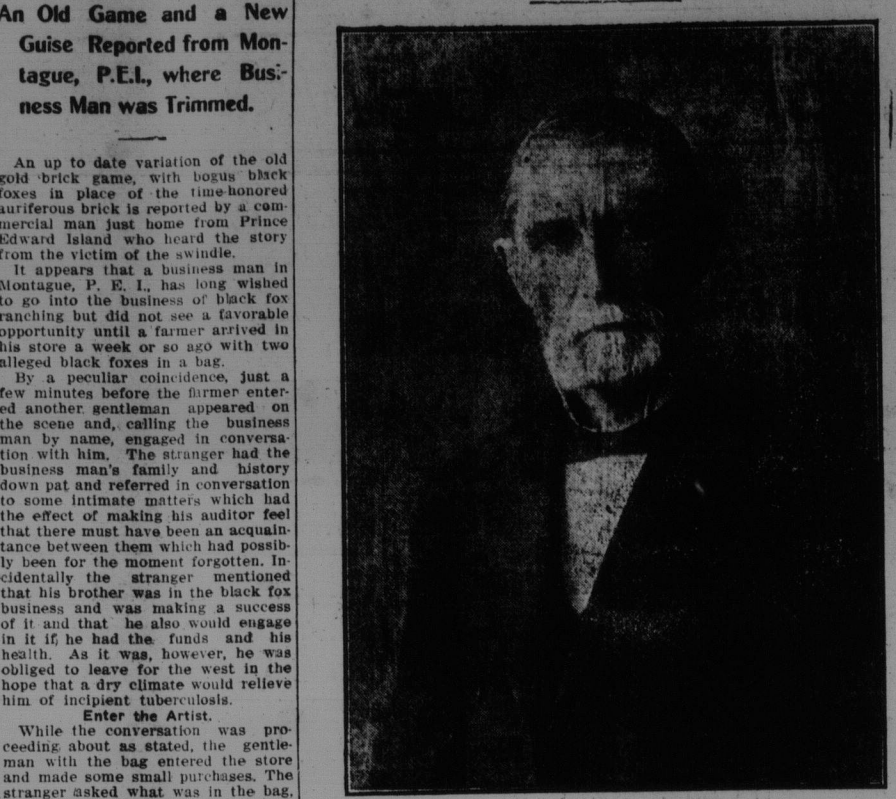 An Old Game and a New
Guise Reported from Mon-
tague, P.E.I., where Busi-
ness Man was Trimmed.
An up to date variation of the old
gold brick game, with bogus black
foxes in place of the time-honored
auriferous brick is reported by a com-
mercial man just home from Prince
Edward Island who heard the story
from the victim of the swindle.
It appears that a business man in
Montague, P. E. I., has long wished
to go into the business of black fox
ranching but did not see a favorable
opportunity until a farmer arrived in
his store a week or so ago with two
alleged black foxes in a bag.
By a peculiar coincidence, just a
few minutes before the farmer enter-
ed another gentleman appeared on
the scene and, calling the business
man by name, engaged in conversa-
tion with him. The stranger had the
business man's family and history
down pat and referred in conversation
to some intimate matters which had
the effect of making his auditor feel
that there must have been an acquain-
tance between them which had possib-
ly been for the moment forgotten. In-
cidentally the stranger mentioned
that his brother was in the black fox
business and was making a success
of it and that he also would engage
in it if he had the funds and his
health. As it was, however, he was
obliged to leave for the west in the
hope that a dry climate would relieve
him of incipient tuberculosis.
Enter the Artist.
While the conversation was pro-
ceeding about as stated, the gentle-
man with the bag entered the store
and made some small purchases. The
stranger asked what was in the bag,